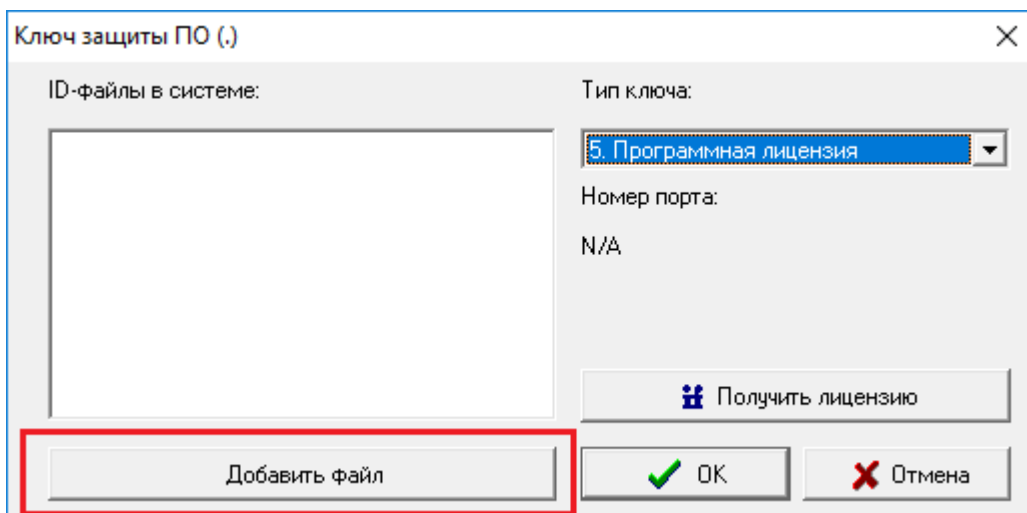 Ключ защиты ПО (.)
ID-файлы в системе:
Тип ключа:
5. Программная лицензия
Номер порта:
N/A
Получить лицензию
Добавить файл
OK
Отмена